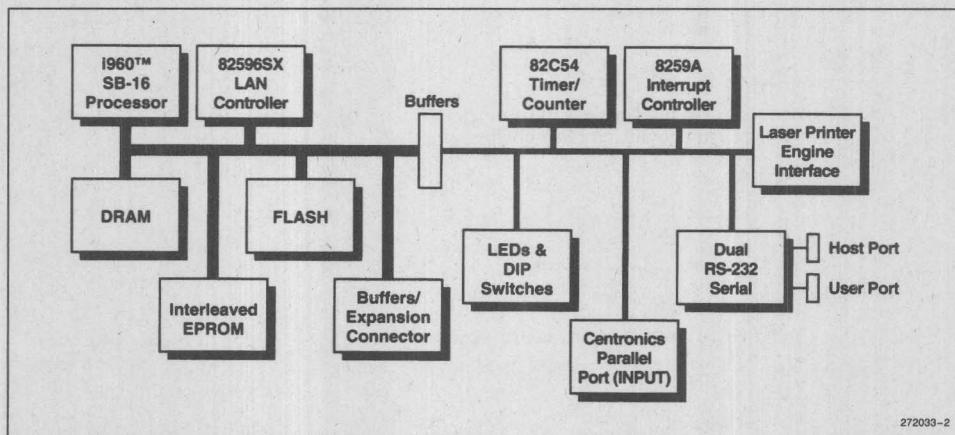 i960™
SB-16
Processor
82596SX
LAN
Controller
Buffers
82C54
Timer/
Counter
8259A
Interrupt
Controller
Laser Printer
Engine
Interface
DRAM
FLASH
Interleaved
EPROM
Buffers/
Expansion
Connector
LEDs &
DIP
Switches
Centronics
Parallel
Port (INPUT)
Dual
RS-232
Serial
Host Port
User Port
272033-2